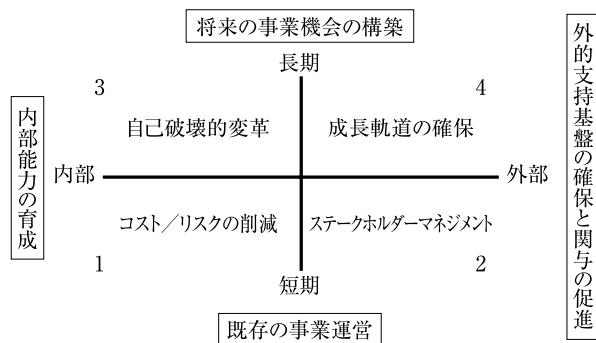 将来の事業機会の構築
長期
3
4
自己破壊的変革
成長軌道の確保
内部能力の育成
内部
外部
外的支持基盤の確保と関与の促進
コスト／リスクの削減
ステークホルダーマネジメント
1
2
短期
既存の事業運営